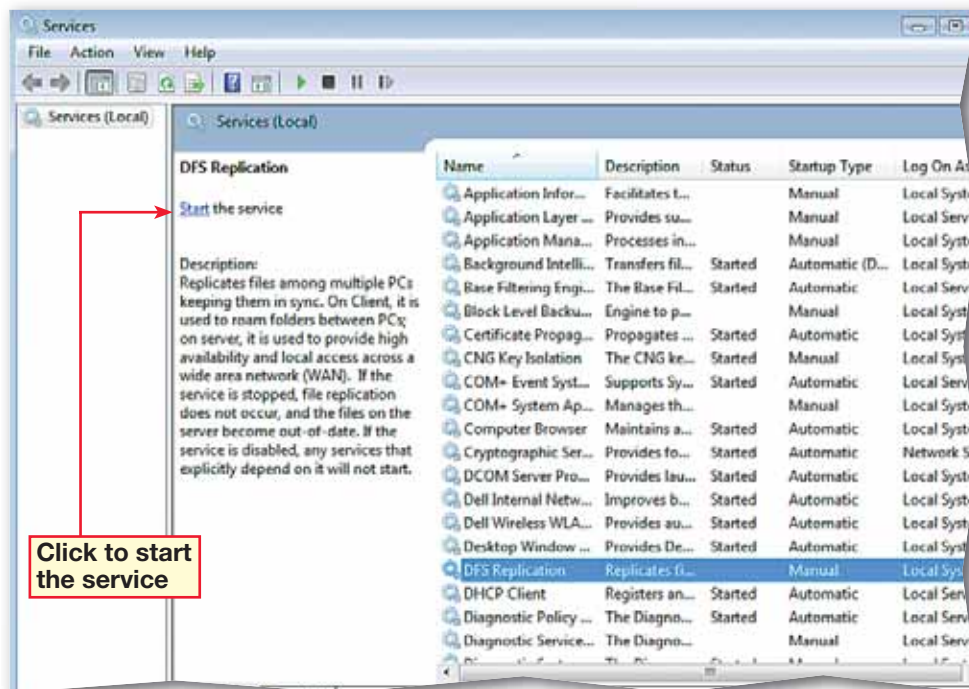 Services
File Action View Help
Services (Local)
Services (Local)
DFS Replication
Start the service
Description:
Replicates files among multiple PCs
keeping them in sync. On Client, it is
used to roam folders between PCs;
on server, it is used to provide high
availability and local access across a
wide area network (WAN). If the
service is stopped, file replication
does not occur, and the files on the
server become out-of-date. If the
service is disabled, any services that
explicitly depend on it will not start.
Click to start
the service
Name Description Status Startup Type Log On As
Application Infor... Facilitates t... Manual Local Syst
Application Layer ... Provides su... Manual Local Serv
Application Mana... Processes in... Manual Local Syst
Background Intelli... Transfers fil... Started Automatic (D... Local Syst
Base Filtering Engi... The Base Fil... Started Automatic Local Serv
Block Level Backu... Engine to p... Manual Local Syst
Certificate Propag... Propagates ... Started Automatic Local Syst
CNG Key Isolation The CNG ke... Started Manual Local Syst
COM+ Event Syst... Supports Sy... Started Automatic Local Serv
COM+ System Ap... Manages th... Manual Local Syst
Computer Browser Maintains a... Started Automatic Local Syst
Cryptographic Ser... Provides fo... Started Automatic Network S
DCOM Server Pro... Provides lau... Started Automatic Local Syst
Dell Internal Netw... Improves b... Started Automatic Local Syst
Dell Wireless WLA... Provides au... Started Automatic Local Syst
Desktop Window ... Provides De... Started Automatic Local Syst
DFS Replication Replicates fi... Manual Local Sys
DHCP Client Registers an... Started Automatic Local Serv
Diagnostic Policy ... The Diagno... Started Automatic Local Serv
Diagnostic Service... The Diagno... Manual Local Serv